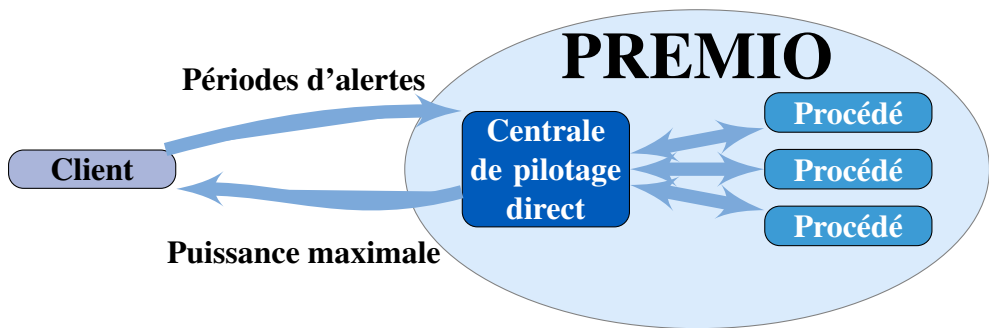 PREMIO
Périodes d'alertes
Client
Puissance maximale
Centrale
de pilotage
direct
Procédé
Procédé
Procédé